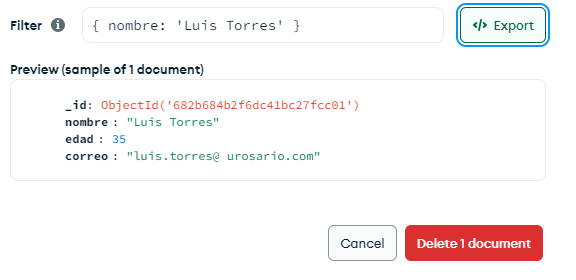 Filter { nombre: 'Luis Torres' } </> Export
Preview (sample of 1 document)
_id: ObjectId('682b684b2f6dc41bc27fcc01')
nombre : "Luis Torres"
edad : 35
correo : "luis.torres@ urosario.com"
Cancel Delete 1 document